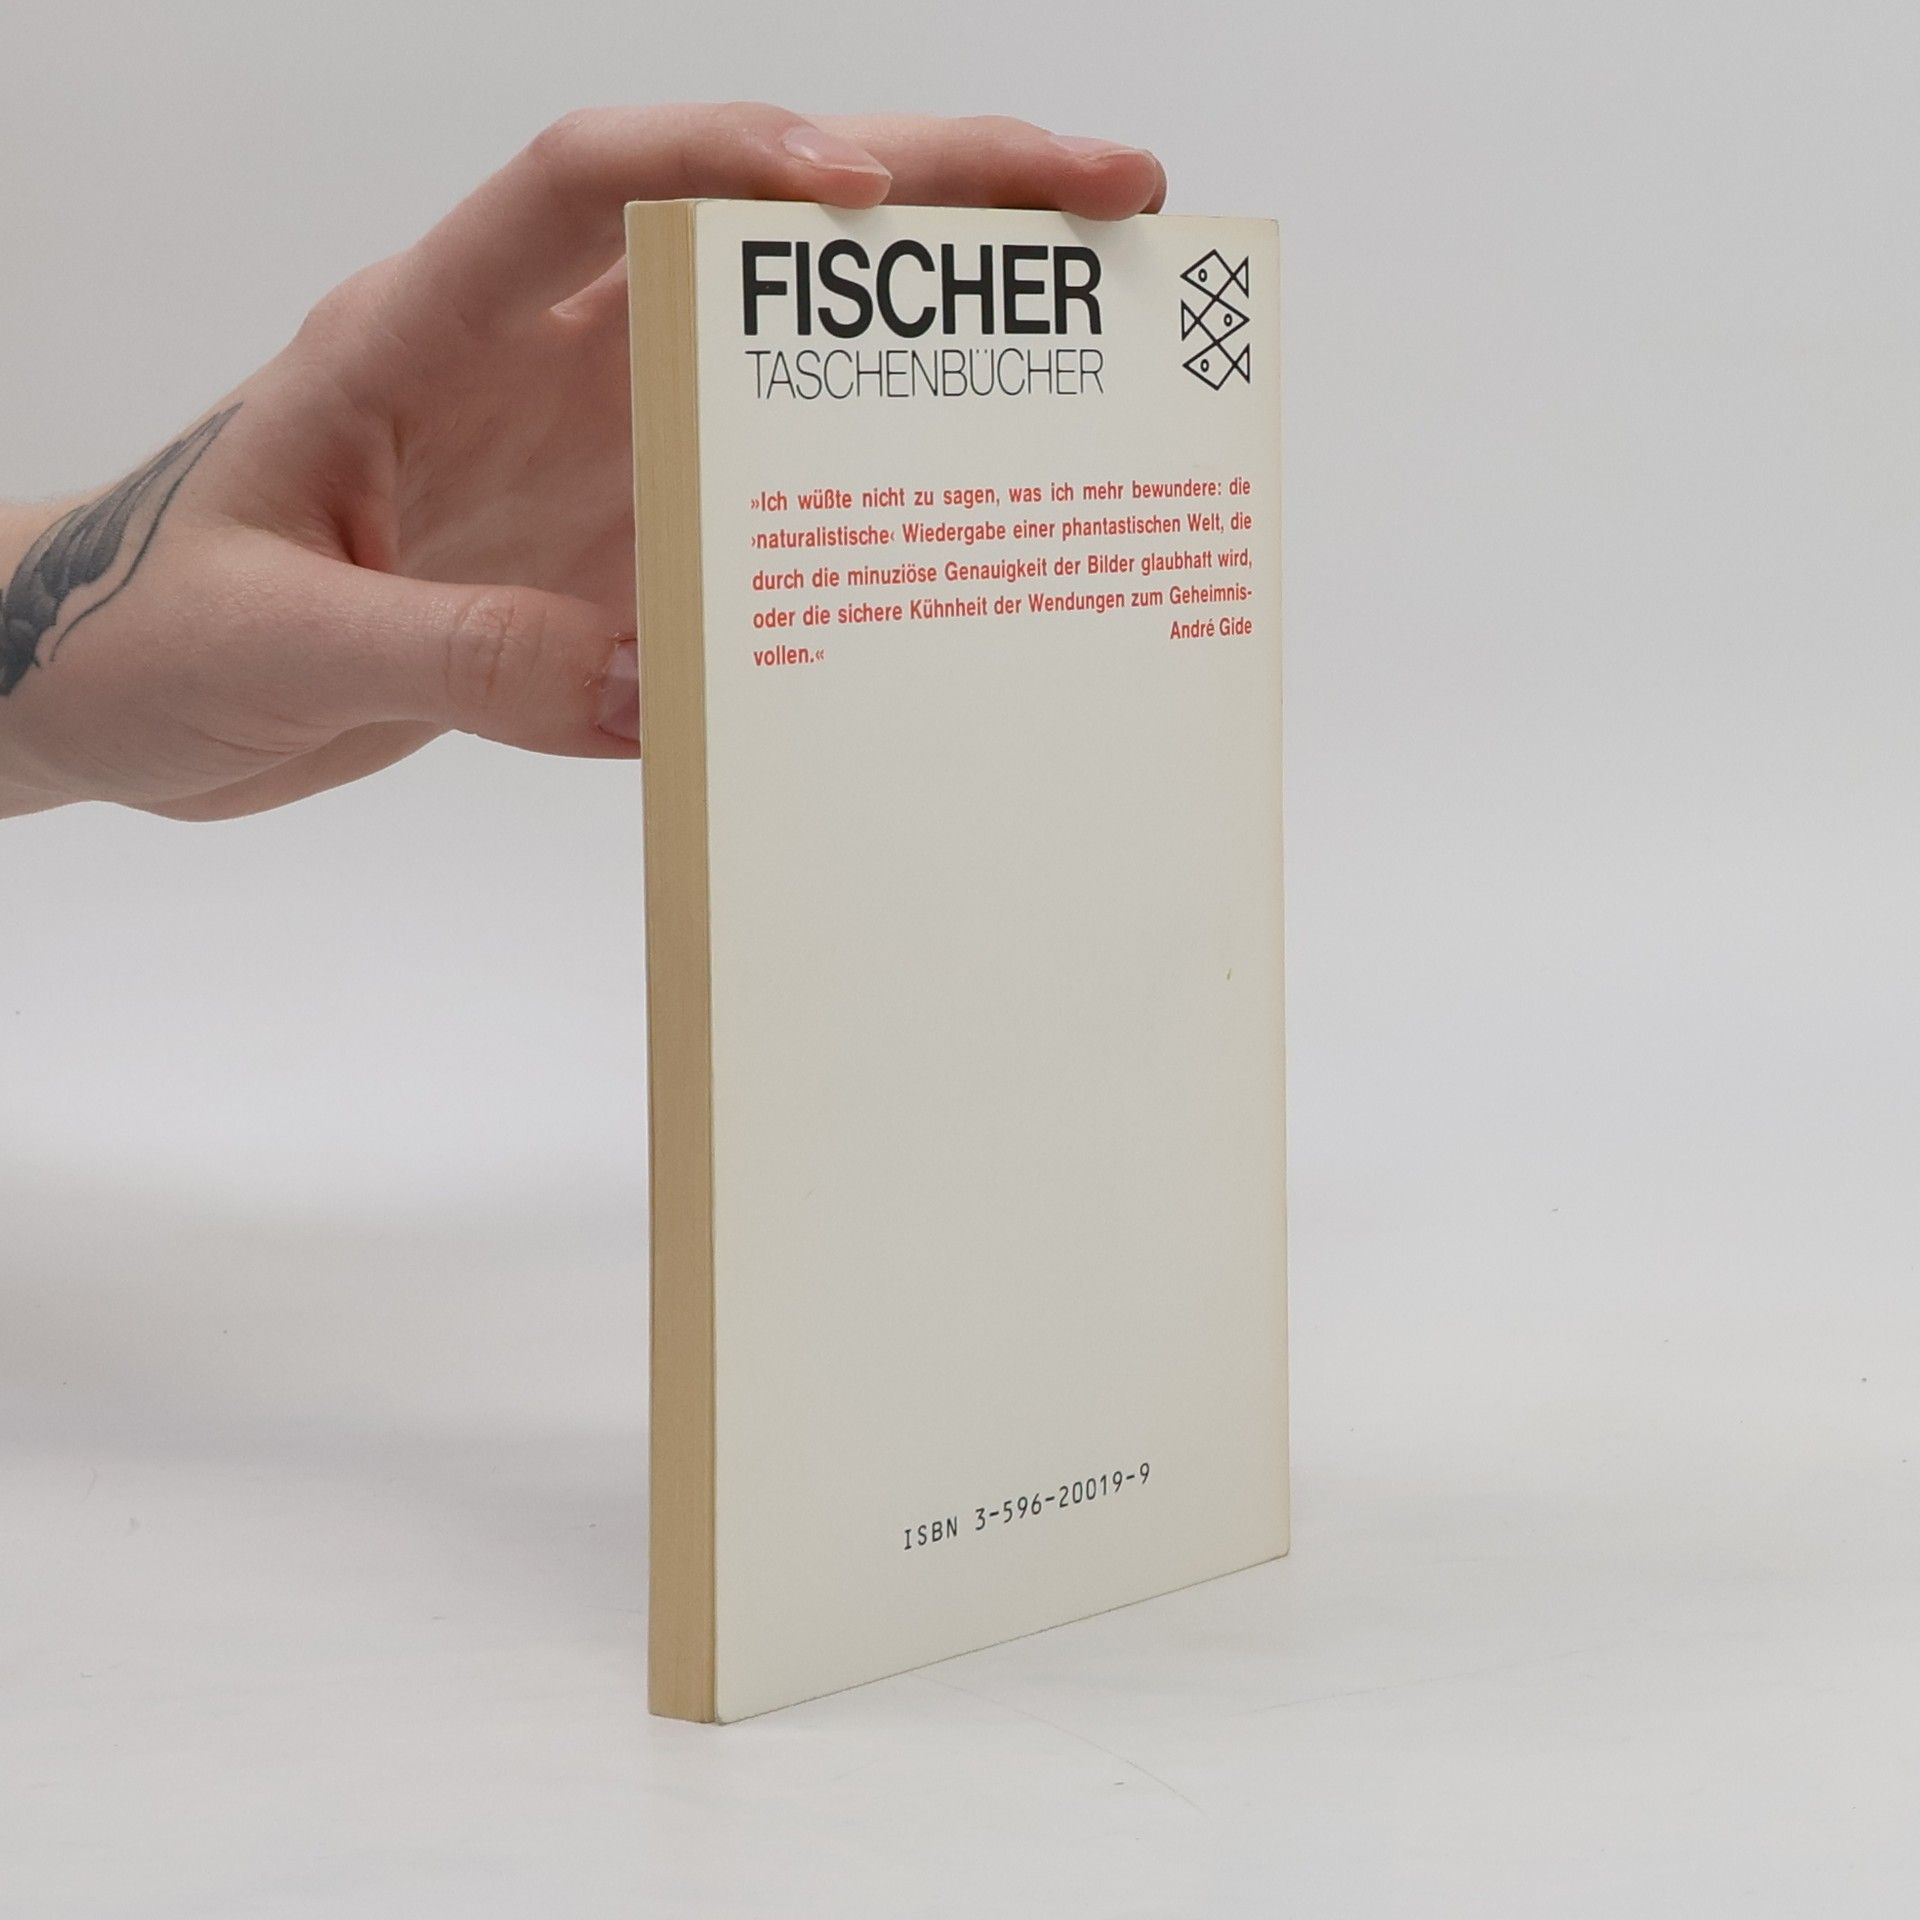 FISCHER
TASCHENBÜCHER
»Ich wüßte nicht zu sagen, was ich mehr bewundere: die
›naturalistische‹ Wiedergabe einer phantastischen Welt, die
durch die minuziöse Genauigkeit der Bilder glaubhaft wird,
oder die sichere Kühnheit der Wendungen zum Geheimnis-
vollen.« André Gide
ISBN 3-596-20019-9